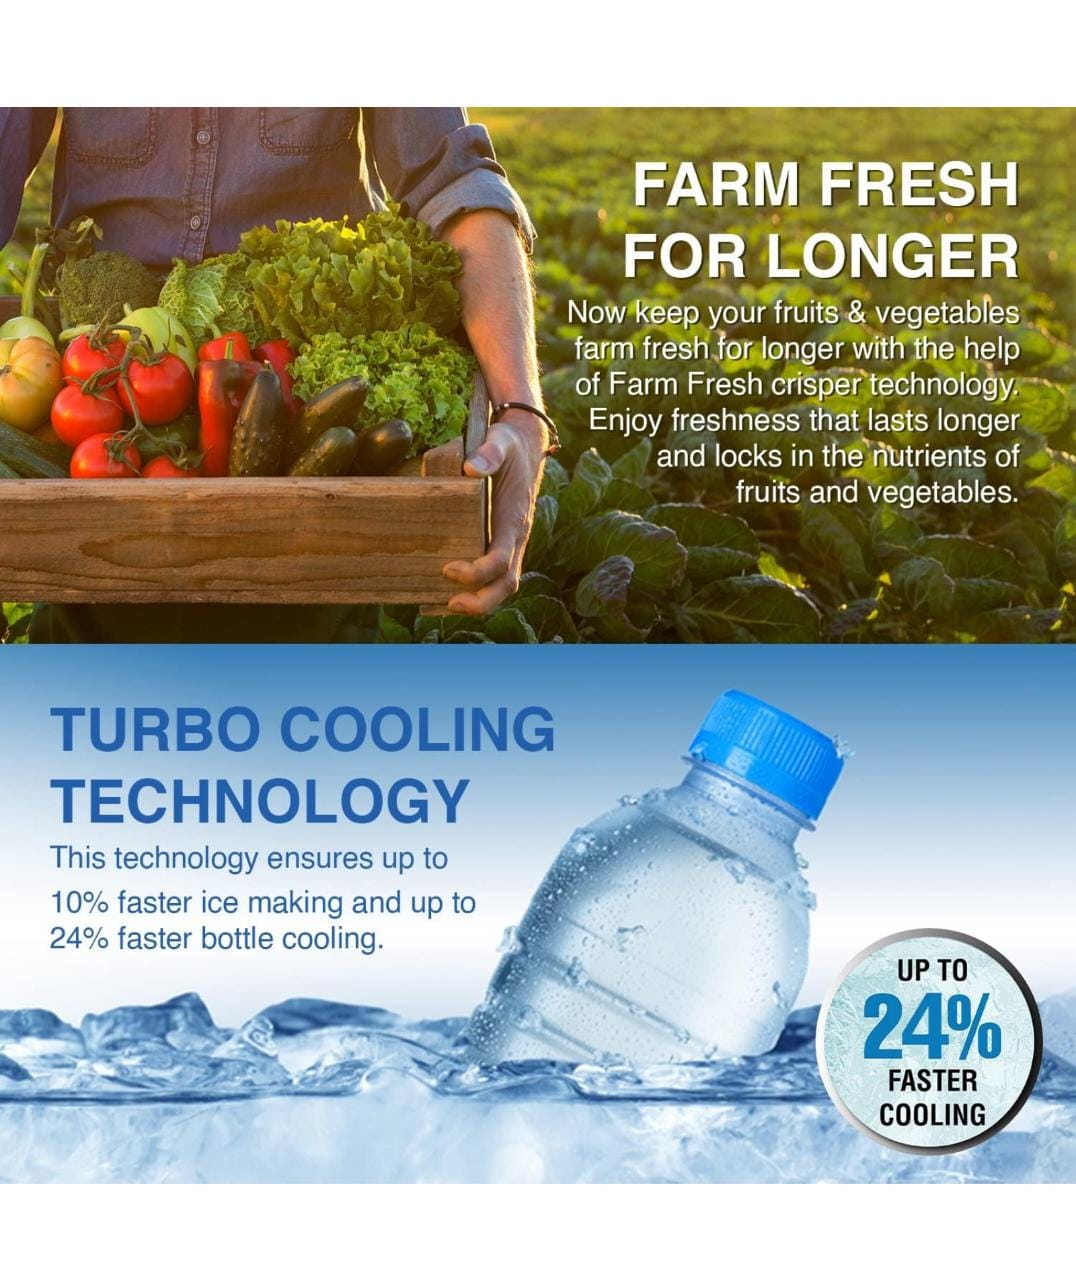 FARM FRESH
FOR LONGER
Now keep your fruits & vegetables
farm fresh for longer with the help
of Farm Fresh crisper technology.
Enjoy freshness that lasts longer
and locks in the nutrients of
fruits and vegetables.
TURBO COOLING
TECHNOLOGY
This technology ensures up to
10% faster ice making and up to
24% faster bottle cooling.
UP TO
24%
FASTER
COOLING